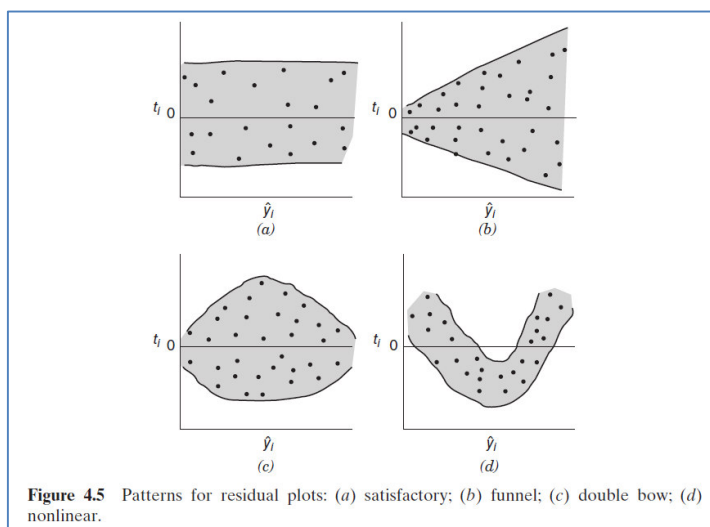 tᵢ 0
ŷᵢ
(a)
tᵢ 0
ŷᵢ
(b)
tᵢ 0
ŷᵢ
(c)
tᵢ 0
ŷᵢ
(d)
Figure 4.5 Patterns for residual plots: (a) satisfactory; (b) funnel; (c) double bow; (d)
nonlinear.